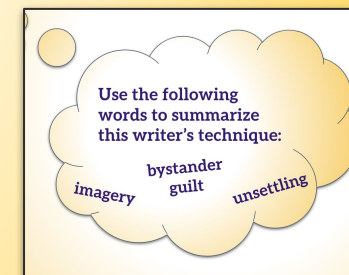 Use the following
words to summarize
this writer's technique:
imagery
bystander
guilt
unsettling